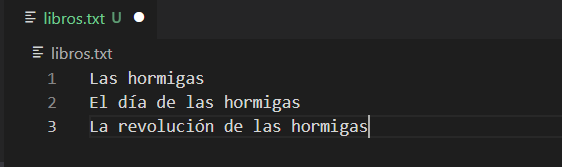 libros.txt U
libros.txt
1 Las hormigas
2 El día de las hormigas
3 La revolución de las hormigas